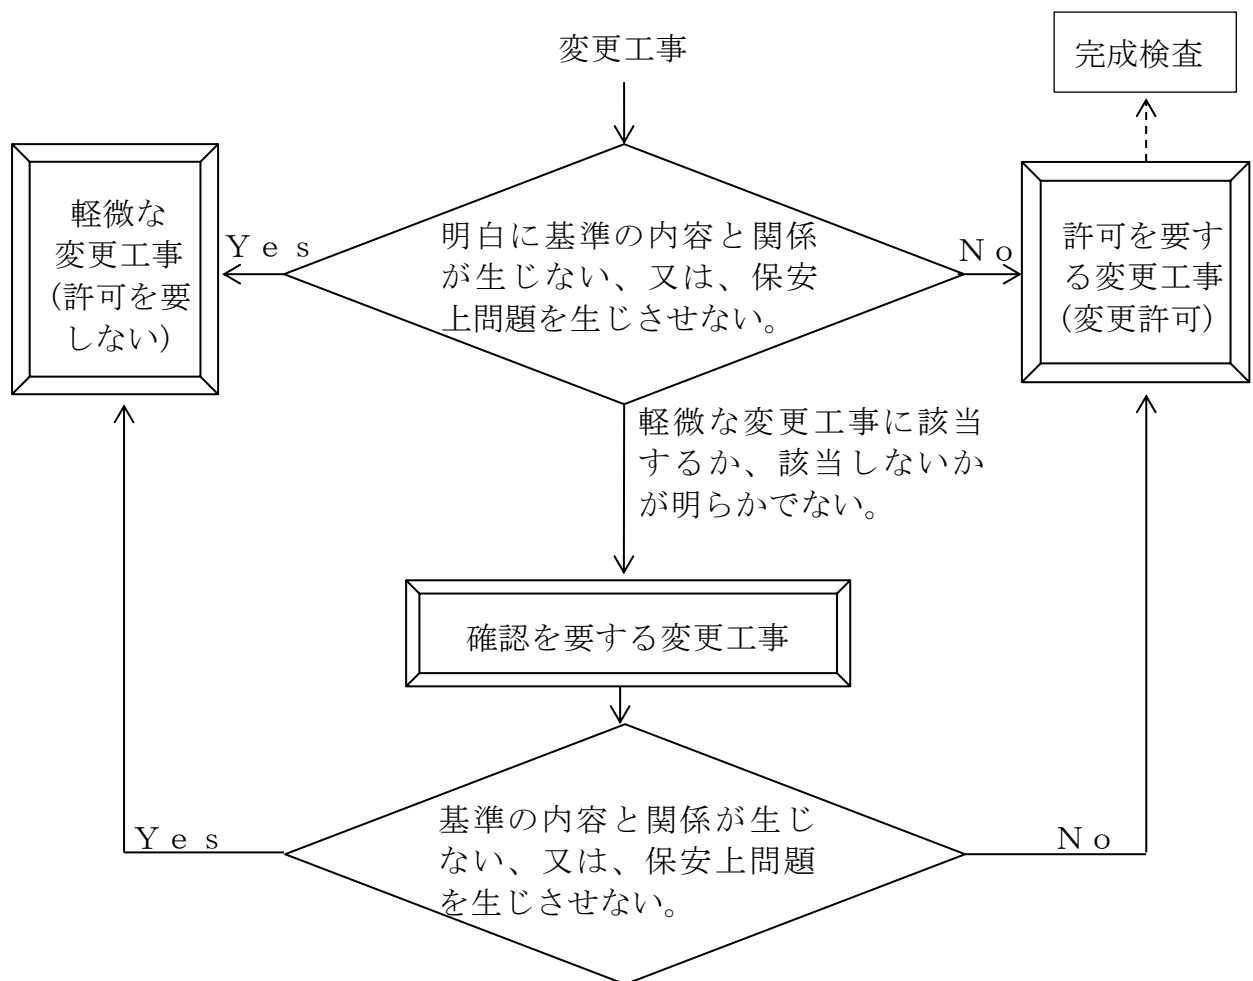 変更工事
完成検査
軽微な
変更工事
(許可を要
しない)
Yes
明白に基準の内容と関係
が生じない、又は、保安
上問題を生じさせない。
No
許可を要す
る変更工事
(変更許可)
軽微な変更工事に該当
するか、該当しないか
が明らかでない。
確認を要する変更工事
Yes
基準の内容と関係が生じ
ない、又は、保安上問題
を生じさせない。
No